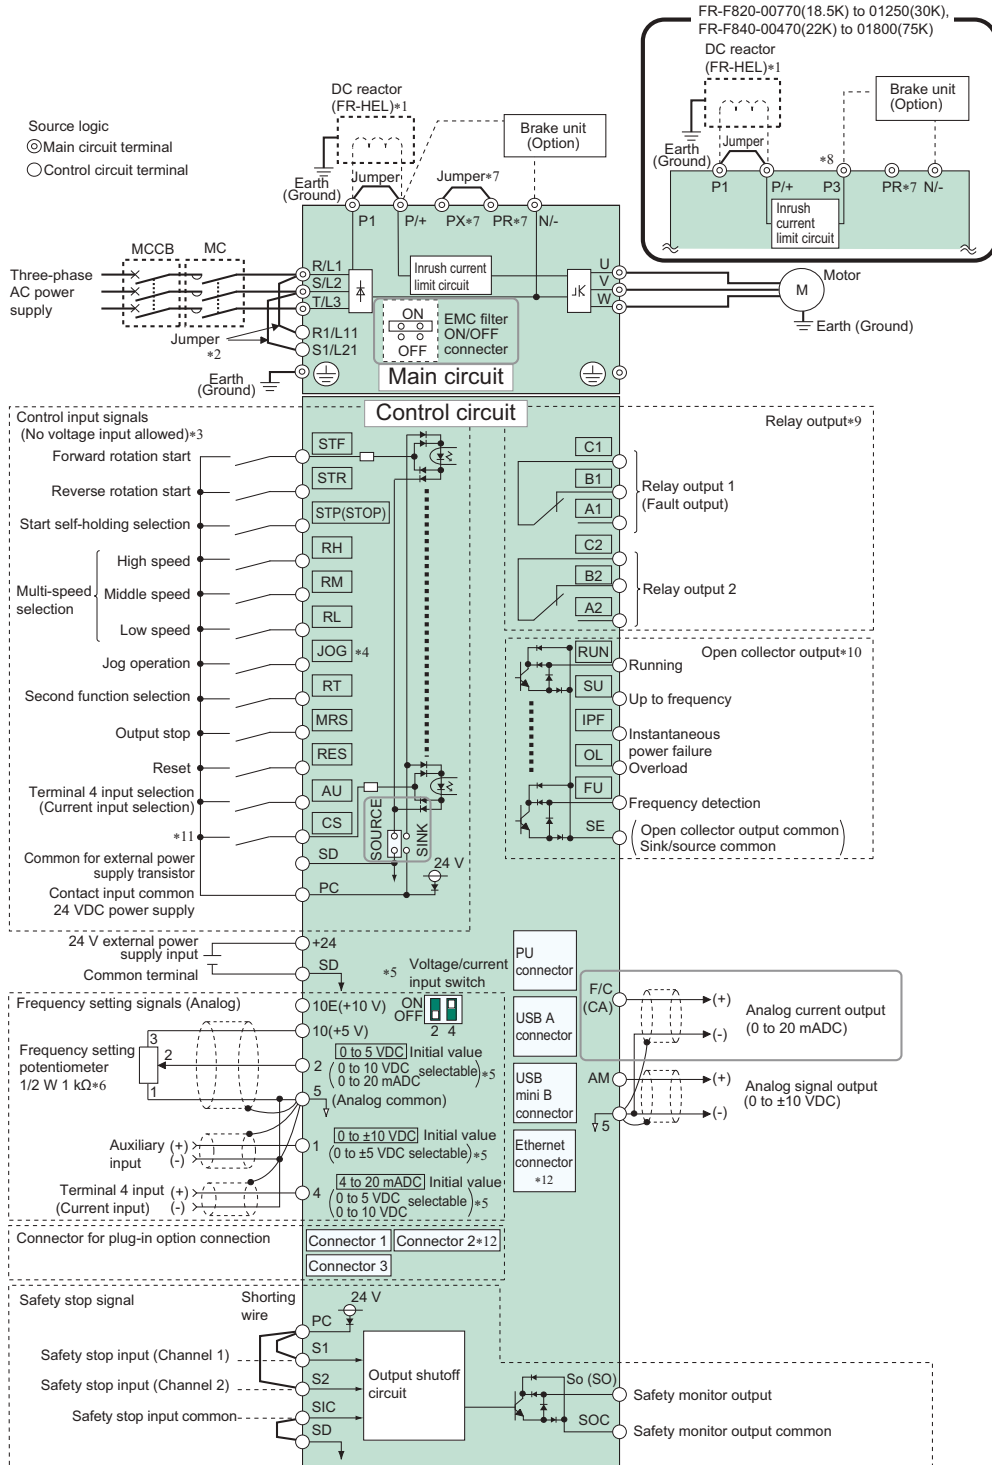 FR-F820-00770(18.5K) to 01250(30K),
FR-F840-00470(22K) to 01800(75K)
DC reactor
(FR-HEL)*1
Brake unit
(Option)
Earth
(Ground)
Jumper
*8
P1
P/+
P3
PR*7
N/-
Inrush
current
limit circuit
Source logic
Main circuit terminal
Control circuit terminal
DC reactor
(FR-HEL)*1
Brake unit
(Option)
Earth
(Ground)
Jumper
Jumper*7
P1
P/+
PX*7
PR*7
N/-
MCCB
MC
Three-phase
AC power
supply
R/L1
S/L2
T/L3
R1/L11
S1/L21
Jumper
*2
Earth
(Ground)
Inrush current
limit circuit
ON
OFF
EMC filter
ON/OFF
connecter
U
V
W
M
Motor
Earth (Ground)
Main circuit
Control circuit
Control input signals
(No voltage input allowed)*3
Forward rotation start
STF
Reverse rotation start
STR
Start self-holding selection
STP(STOP)
Multi-speed
selection
High speed
RH
Middle speed
RM
Low speed
RL
Jog operation
JOG *4
Second function selection
RT
Output stop
MRS
Reset
RES
Terminal 4 input selection
(Current input selection)
AU
*11
CS
SOURCE
SINK
Common for external power
supply transistor
SD
24 V
Contact input common
24 VDC power supply
PC
Relay output*9
C1
B1
A1
Relay output 1
(Fault output)
C2
B2
A2
Relay output 2
Open collector output*10
RUN
Running
SU
Up to frequency
IPF
Instantaneous
power failure
OL
Overload
FU
Frequency detection
SE
Open collector output common
Sink/source common
24 V external power
supply input
+24
Common terminal
SD
*5
Voltage/current
input switch
ON
OFF
2 4
Frequency setting signals (Analog)
10E(+10 V)
10(+5 V)
Frequency setting
potentiometer
1/2 W 1 kΩ*6
3
2
1
2
0 to 5 VDC Initial value
0 to 10 VDC
0 to 20 mADC
selectable
*5
5
(Analog common)
Auxiliary
input
(+)
(-)
1
0 to ±10 VDC Initial value
(0 to ±5 VDC selectable)*5
Terminal 4 input
(Current input)
(+)
(-)
4
4 to 20 mADC Initial value
0 to 5 VDC
0 to 10 VDC
selectable
*5
PU
connector
USB A
connector
USB
mini B
connector
Ethernet
connector
*12
F/C
(CA)
(+)
(-)
Analog current output
(0 to 20 mADC)
AM
5
(+)
(-)
Analog signal output
(0 to ±10 VDC)
Connector for plug-in option connection
Connector 1
Connector 2*12
Connector 3
Safety stop signal
Shorting
wire
24 V
PC
Safety stop input (Channel 1)
S1
Safety stop input (Channel 2)
S2
Safety stop input common
SIC
SD
Output shutoff
circuit
So (SO)
Safety monitor output
SOC
Safety monitor output common